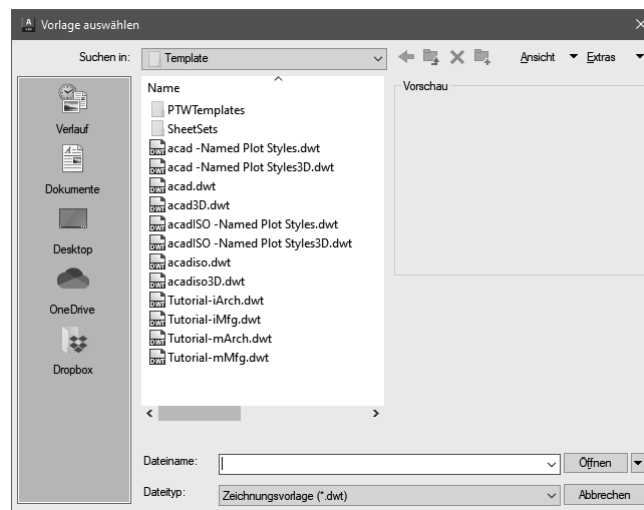 Vorlage auswählen
Suchen in: Template Ansicht Extras
Name
Vorschau
PTWTemplates
SheetSets
acad -Named Plot Styles.dwt
acad -Named Plot Styles3D.dwt
acad.dwt
acad3D.dwt
acadISO -Named Plot Styles.dwt
acadISO -Named Plot Styles3D.dwt
acadiso.dwt
acadiso3D.dwt
Tutorial-iArch.dwt
Tutorial-iMfg.dwt
Tutorial-mArch.dwt
Tutorial-mMfg.dwt
Verlauf
Dokumente
Desktop
OneDrive
Dropbox
Dateiname: Öffnen
Dateityp: Zeichnungsvorlage (*.dwt) Abbrechen